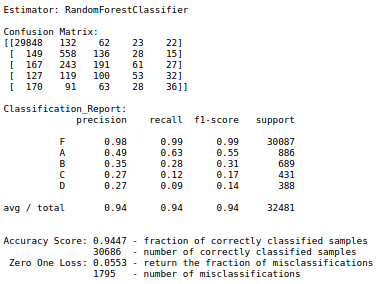 Estimator: RandomForestClassifier
Confusion Matrix:
[[29848 132 62 23 22]
[ 149 558 136 28 15]
[ 167 243 191 61 27]
[ 127 119 100 53 32]
[ 170 91 63 28 36]]
Classification_Report:
precision recall f1-score support
F 0.98 0.99 0.99 30087
A 0.49 0.63 0.55 886
B 0.35 0.28 0.31 689
C 0.27 0.12 0.17 431
D 0.27 0.09 0.14 388
avg / total 0.94 0.94 0.94 32481
Accuracy Score: 0.9447 - fraction of correctly classified samples
30686 - number of correctly classified samples
Zero One Loss: 0.0553 - return the fraction of misclassifications
1795 - number of misclassifications